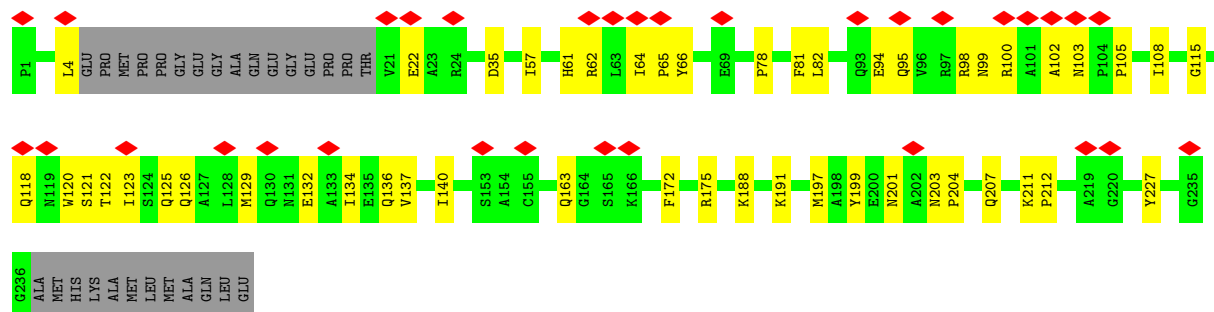 P1 L4 GLU PRO MET PRO PRO GLY GLU GLY ALA GLN GLU GLY GLU PRO PRO THR V21 E22 A23 R24 D35 I57 H61 R62 L63 I64 P65 Y66 E69 P78 F81 L82 Q93 E94 Q95 V96 R97 R98 N99 R100 A101 A102 N103 P104 P105 I108 G115
Q118 N119 W120 S121 T122 I123 S124 Q125 Q126 A127 L128 M129 Q130 N131 E132 A133 I134 E135 Q136 V137 I140 S153 A154 C155 Q163 G164 S165 K166 F172 R175 K188 K191 M197 A198 Y199 E200 N201 A202 N203 P204 Q207 K211 P212 A219 G220 Y227 G235
G236 ALA MET HIS LYS ALA MET LEU MET ALA GLN LEU GLU